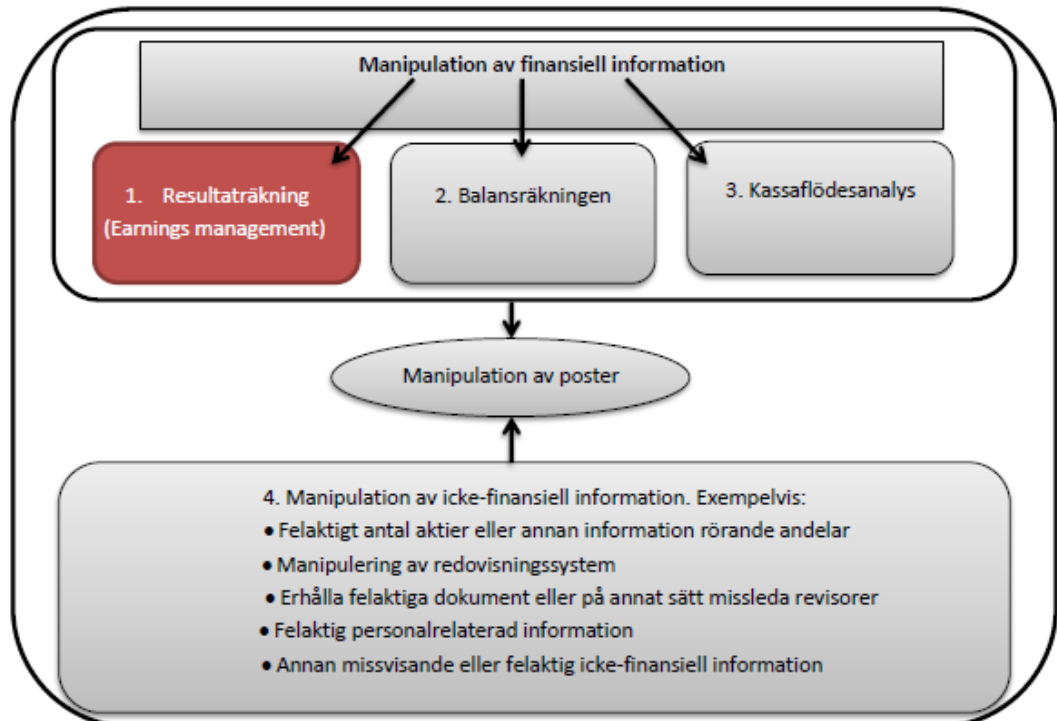 Manipulation av finansiell information
1. Resultaträkning
(Earnings management)
2. Balansräkningen
3. Kassaflödesanalys
Manipulation av poster
4. Manipulation av icke-finansiell information. Exempelvis:
• Felaktigt antal aktier eller annan information rörande andelar
• Manipulering av redovisningssystem
• Erhålla felaktiga dokument eller på annat sätt missleda revisorer
• Felaktig personalrelaterad information
• Annan missvisande eller felaktig icke-finansiell information